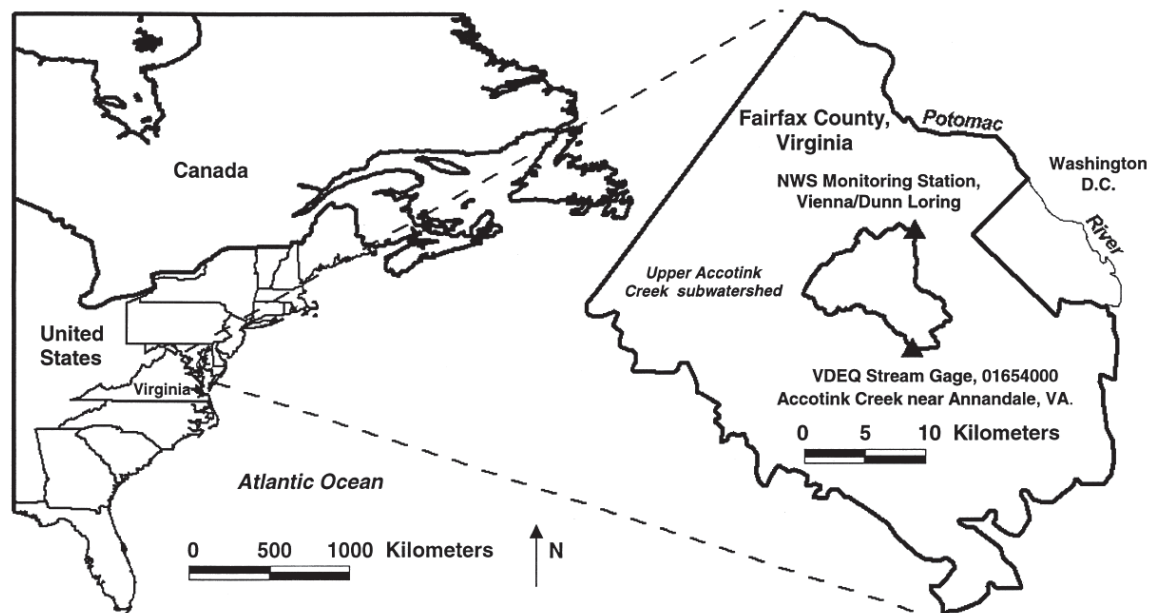 Canada
United
States
Virginia
Atlantic Ocean
0 500 1000 Kilometers
N
Fairfax County,
Virginia
Potomac
River
Washington
D.C.
NWS Monitoring Station,
Vienna/Dunn Loring
Upper Accotink
Creek subwatershed
VDEQ Stream Gage, 01654000
Accotink Creek near Annandale, VA.
0 5 10 Kilometers